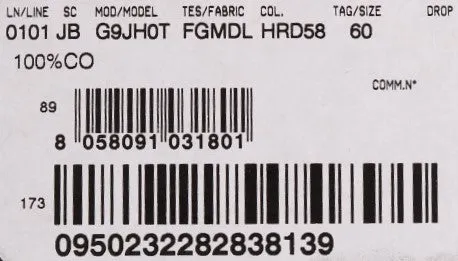 LN/LINE SC MOD/MODEL TES/FABRIC COL. TAG/SIZE DROP
0101 JB G9JH0T FGMDL HRD58 60
100%CO
COMM.N°
89
8 058091 031801
173
0950232282838139